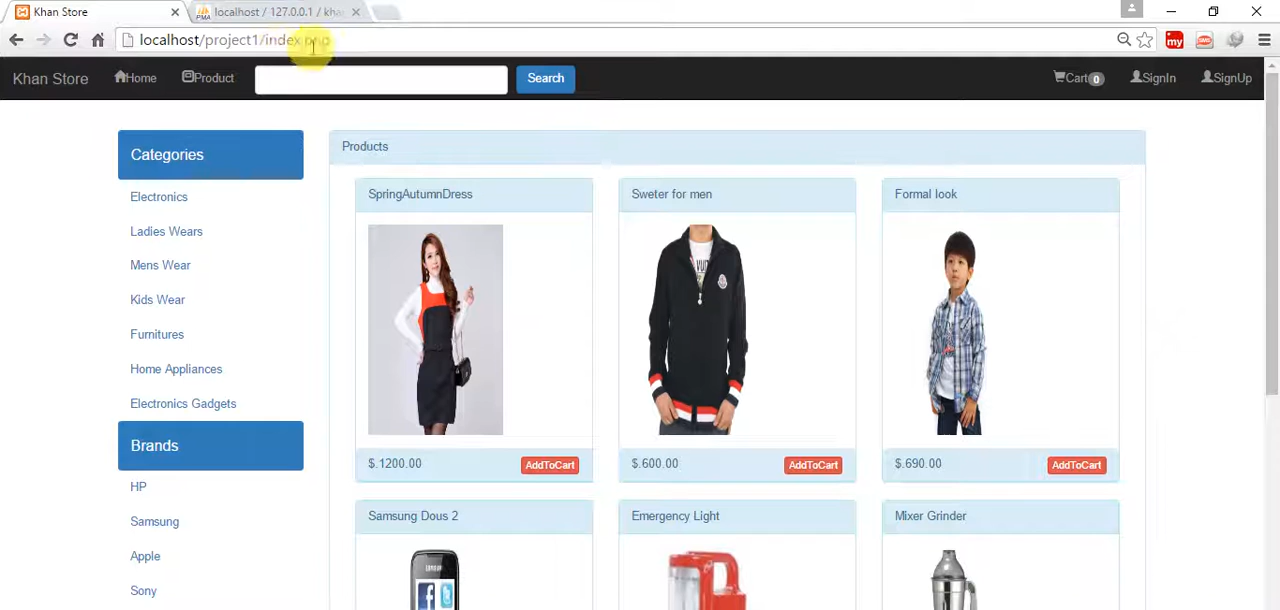 Khan Store
localhost / 127.0.0.1 / kha
localhost/project1/index.php
Khan Store Home Product Search Cart 0 SignIn SignUp
Categories
Electronics
Ladies Wears
Mens Wear
Kids Wear
Furnitures
Home Appliances
Electronics Gadgets
Brands
HP
Samsung
Apple
Sony
Products
SpringAutumnDress
$.1200.00 AddToCart
Sweter for men
$.600.00 AddToCart
Formal look
$.690.00 AddToCart
Samsung Dous 2
Emergency Light
Mixer Grinder